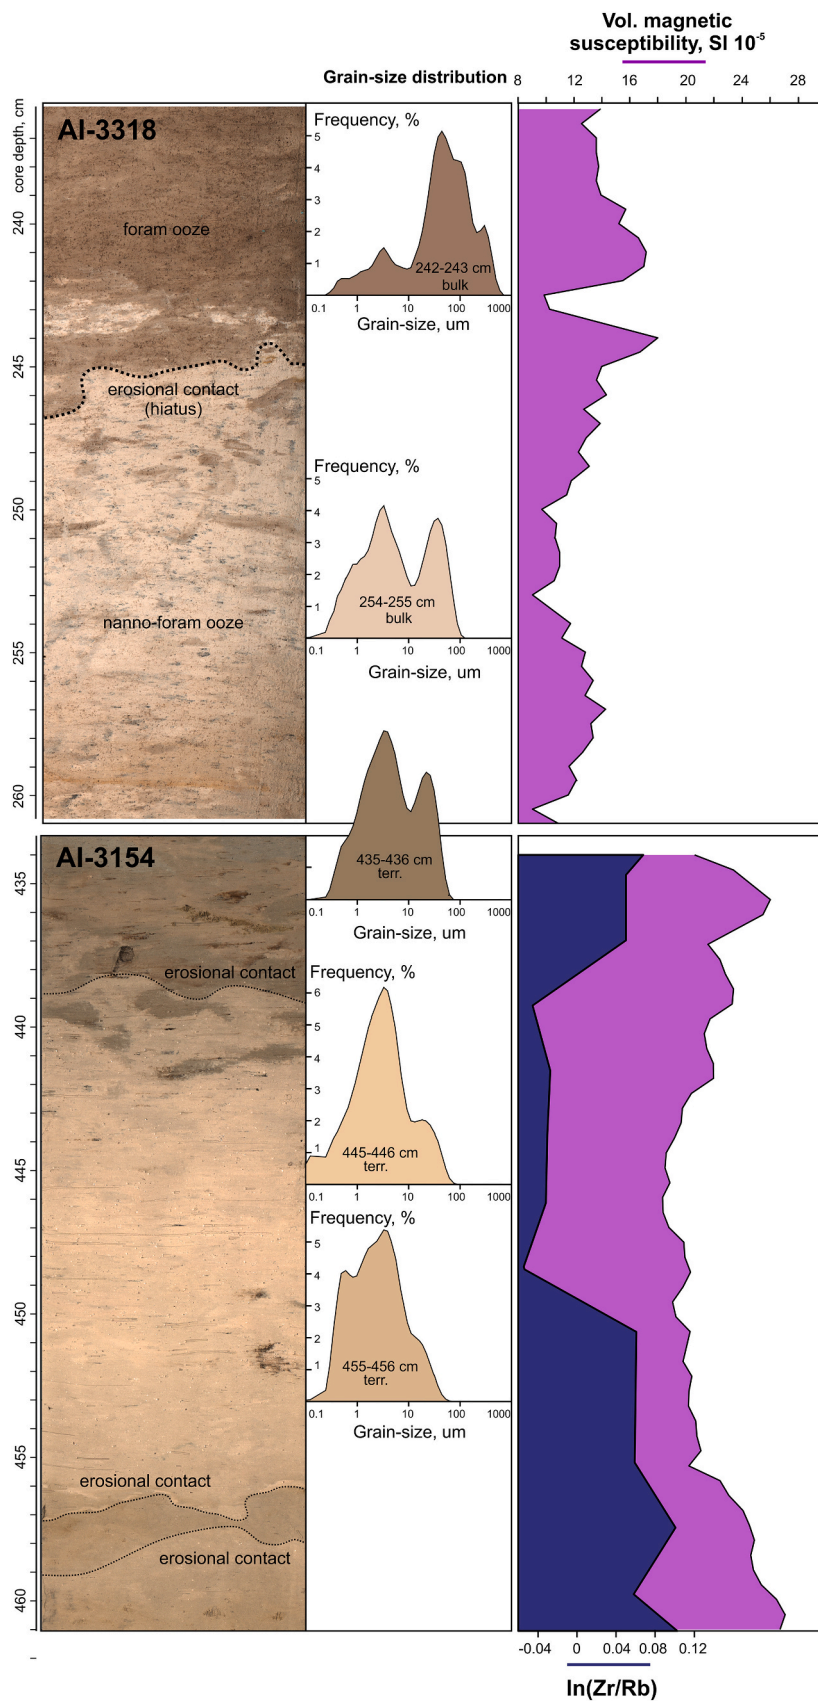 Vol. magnetic
susceptibility, SI 10-5
Grain-size distribution
8 12 16 20 24 28
core depth, cm
AI-3318
Frequency, %
5
4
3
2
1
foram ooze
240
242-243 cm
bulk
0.1 1 10 100 1000
Grain-size, um
245
erosional contact
(hiatus)
Frequency, %
5
4
3
2
1
250
254-255 cm
bulk
nanno-foram ooze
0.1 1 10 100 1000
255
Grain-size, um
260
AI-3154
435-436 cm
terr.
435
0.1 1 10 100 1000
Grain-size, um
erosional contact
Frequency, %
6
5
4
3
2
1
440
445
445-446 cm
terr.
0.1 1 10 100 1000
Frequency, %
5
4
3
2
1
450
455-456 cm
terr.
0.1 1 10 100 1000
Grain-size, um
455
erosional contact
erosional contact
460
-0.04 0 0.04 0.08 0.12
ln(Zr/Rb)